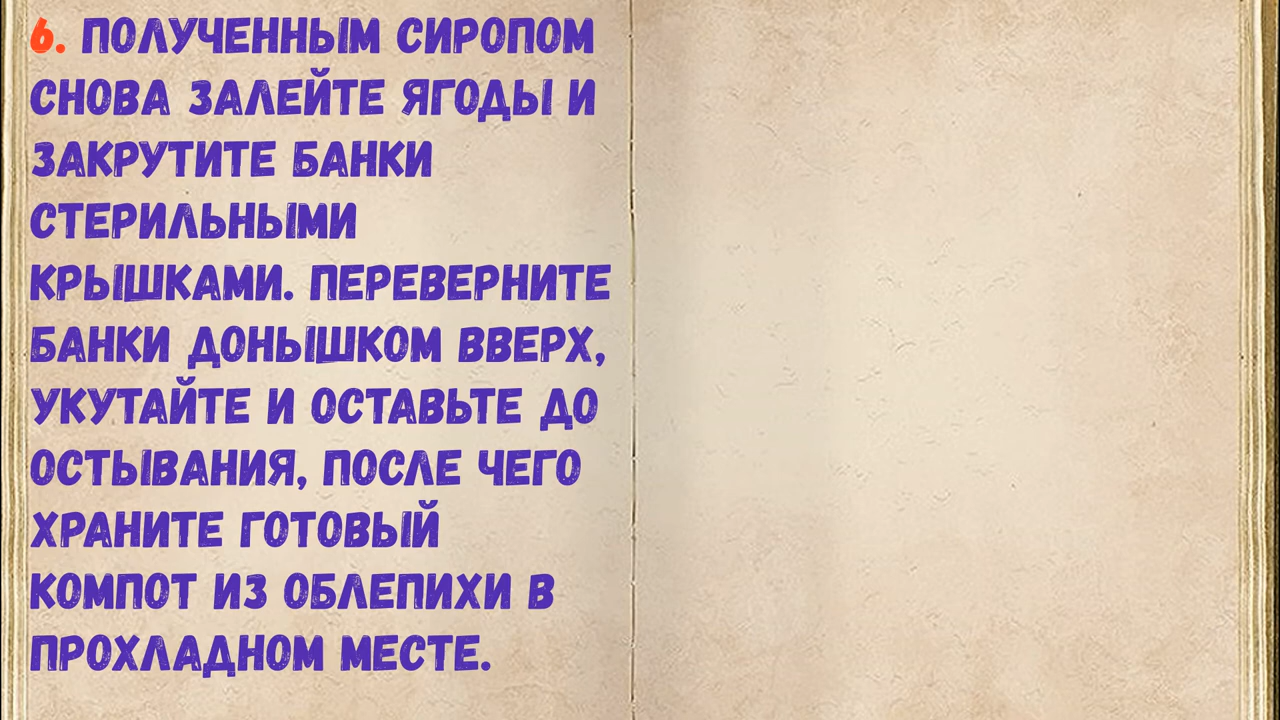 6. ПОЛУЧЕННЫМ СИРОПОМ
СНОВА ЗАЛЕЙТЕ ЯГОДЫ И
ЗАКРУТИТЕ БАНКИ
СТЕРИЛЬНЫМИ
КРЫШКАМИ. ПЕРЕВЕРНИТЕ
БАНКИ ДОНЫШКОМ ВВЕРХ,
УКУТАЙТЕ И ОСТАВЬТЕ ДО
ОСТЫВАНИЯ, ПОСЛЕ ЧЕГО
ХРАНИТЕ ГОТОВЫЙ
КОМПОТ ИЗ ОБЛЕПИХИ В
ПРОХЛАДНОМ МЕСТЕ.